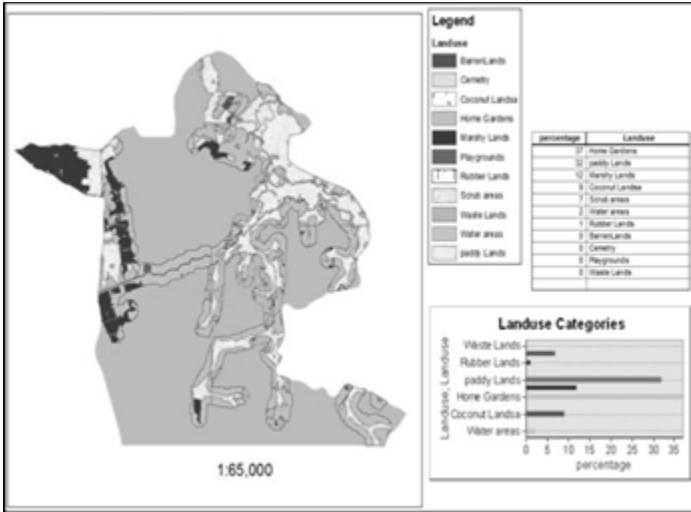 Legend
Landuse
BarrenLands
Cemetry
Coconut Landsa
Home Gardens
Marshy Lands
Playgrounds
Rubber Lands
Scrub areas
Waste Lands
Water areas
paddy Lands
1:65,000
percentage Landuse
37 Home Gardens
32 paddy Lands
12 Marshy Lands
9 Coconut Landsa
7 Scrub areas
2 Water areas
1 Rubber Lands
0 BarrenLands
0 Cemetry
0 Playgrounds
0 Waste Lands
Landuse Categories
Landuse; Landuse
Waste Lands
Rubber Lands
paddy Lands
Home Gardens
Coconut Landsa
Water areas
0 5 10 15 20 25 30 35
percentage